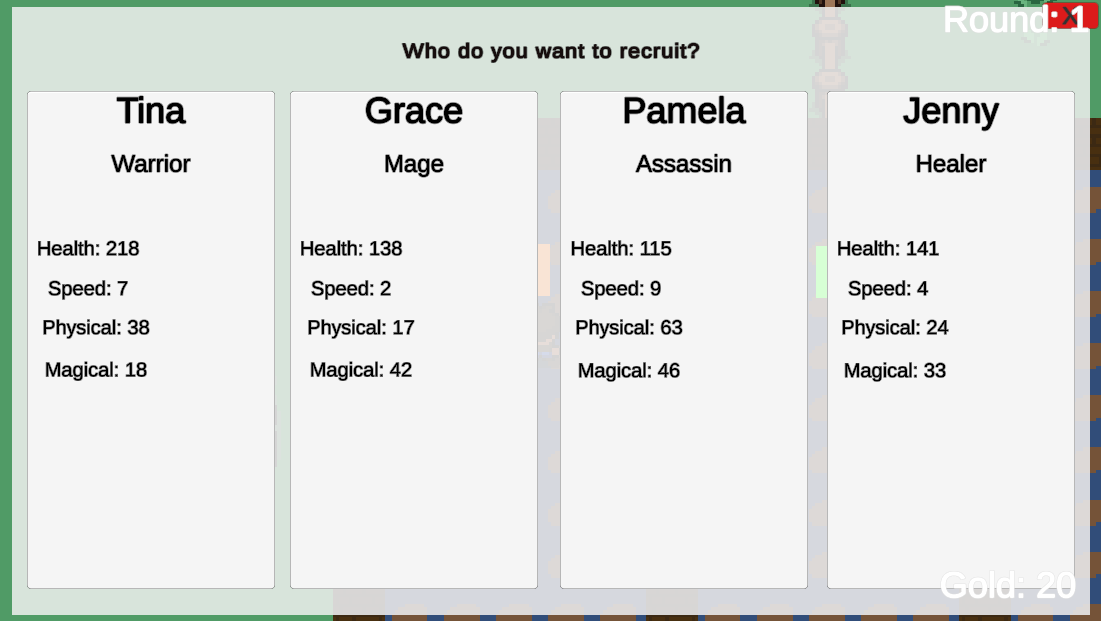 Round: 1
X
Who do you want to recruit?
Tina
Warrior
Health: 218
Speed: 7
Physical: 38
Magical: 18
Grace
Mage
Health: 138
Speed: 2
Physical: 17
Magical: 42
Pamela
Assassin
Health: 115
Speed: 9
Physical: 63
Magical: 46
Jenny
Healer
Health: 141
Speed: 4
Physical: 24
Magical: 33
Gold: 20